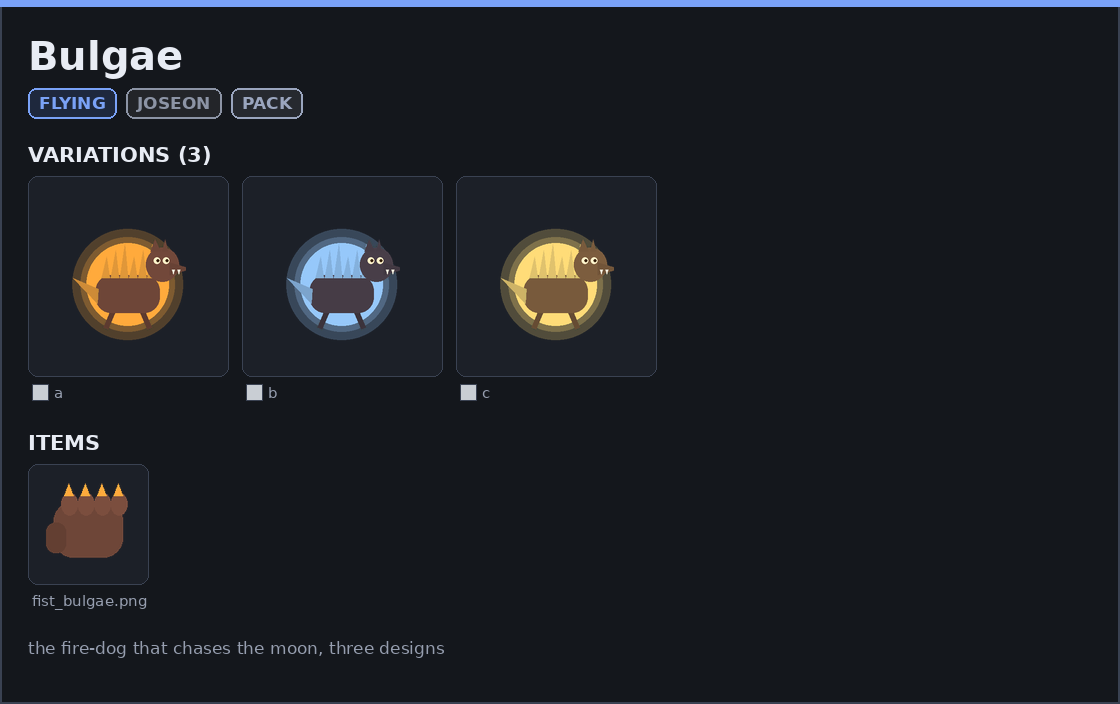 Bulgae
FLYING JOSEON PACK
VARIATIONS (3)
a b c
ITEMS
fist_bulgae.png
the fire-dog that chases the moon, three designs